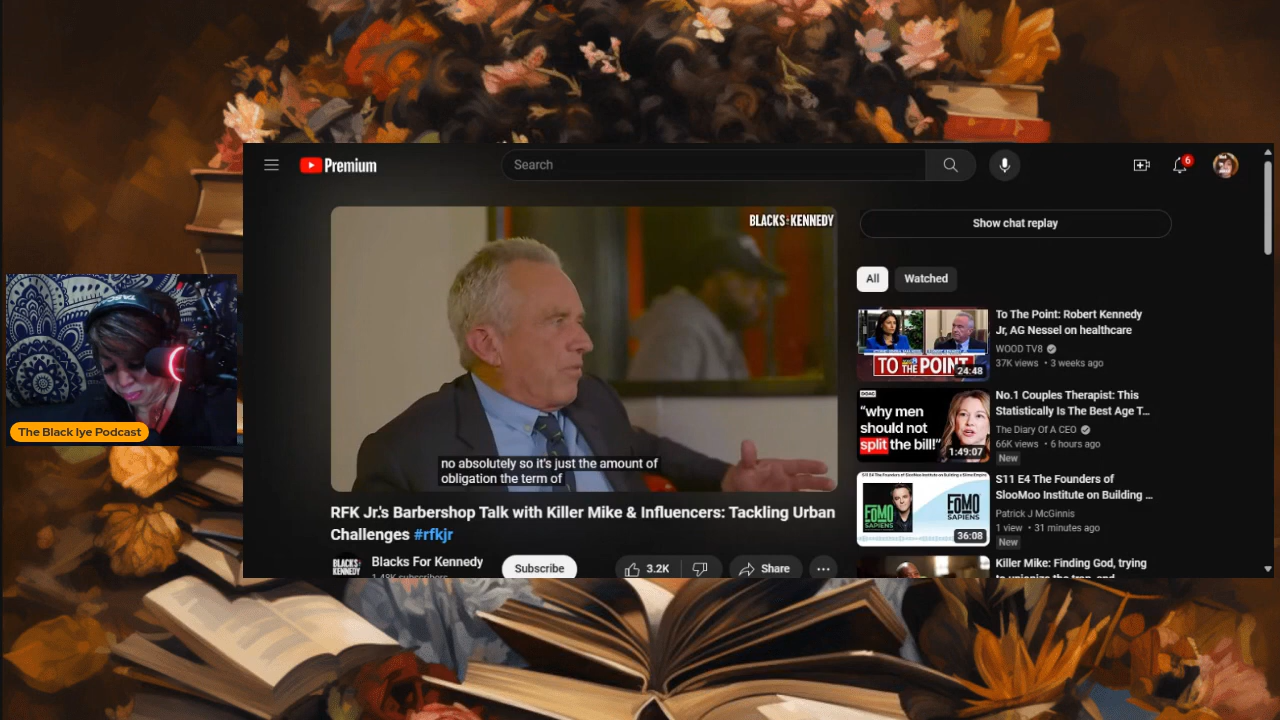 Premium
Search
6
BLACKS KENNEDY
no absolutely so it's just the amount of
obligation the term of
RFK Jr.'s Barbershop Talk with Killer Mike & Influencers: Tackling Urban
Challenges #rfkjr
BLACKS
KENNEDY
Blacks For Kennedy
Subscribe
3.2K
Share
Show chat replay
All
Watched
TO THE POINT
24:48
To The Point: Robert Kennedy
Jr, AG Nessel on healthcare
WOOD TV8
37K views • 3 weeks ago
"why men
should not
split the bill!"
1:49:07
No.1 Couples Therapist: This
Statistically Is The Best Age T...
The Diary Of A CEO
66K views • 6 hours ago
New
FOMO
SAPIENS
FOMO
SAPIENS
36:08
S11 E4 The Founders of
SlooMoo Institute on Building ...
Patrick J McGinnis
1 view • 31 minutes ago
New
Killer Mike: Finding God, trying
The Black Iye Podcast